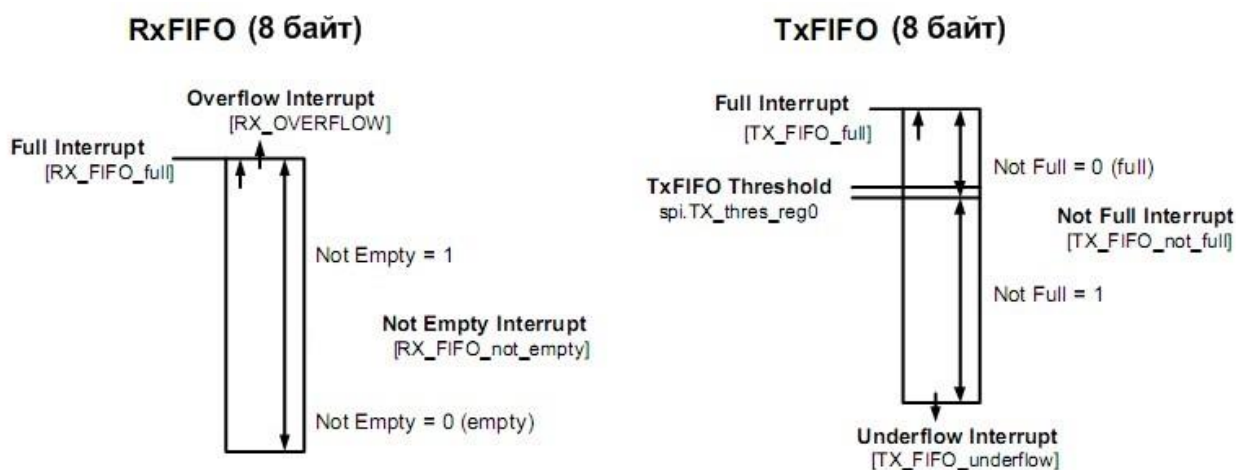 RxFIFO (8 байт)
Overflow Interrupt
[RX_OVERFLOW]
Full Interrupt
[RX_FIFO_full]
Not Empty = 1
Not Empty Interrupt
[RX_FIFO_not_empty]
Not Empty = 0 (empty)
TxFIFO (8 байт)
Full Interrupt
[TX_FIFO_full]
Not Full = 0 (full)
TxFIFO Threshold
spi.TX_thres_reg0
Not Full Interrupt
[TX_FIFO_not_full]
Not Full = 1
Underflow Interrupt
[TX_FIFO_underflow]